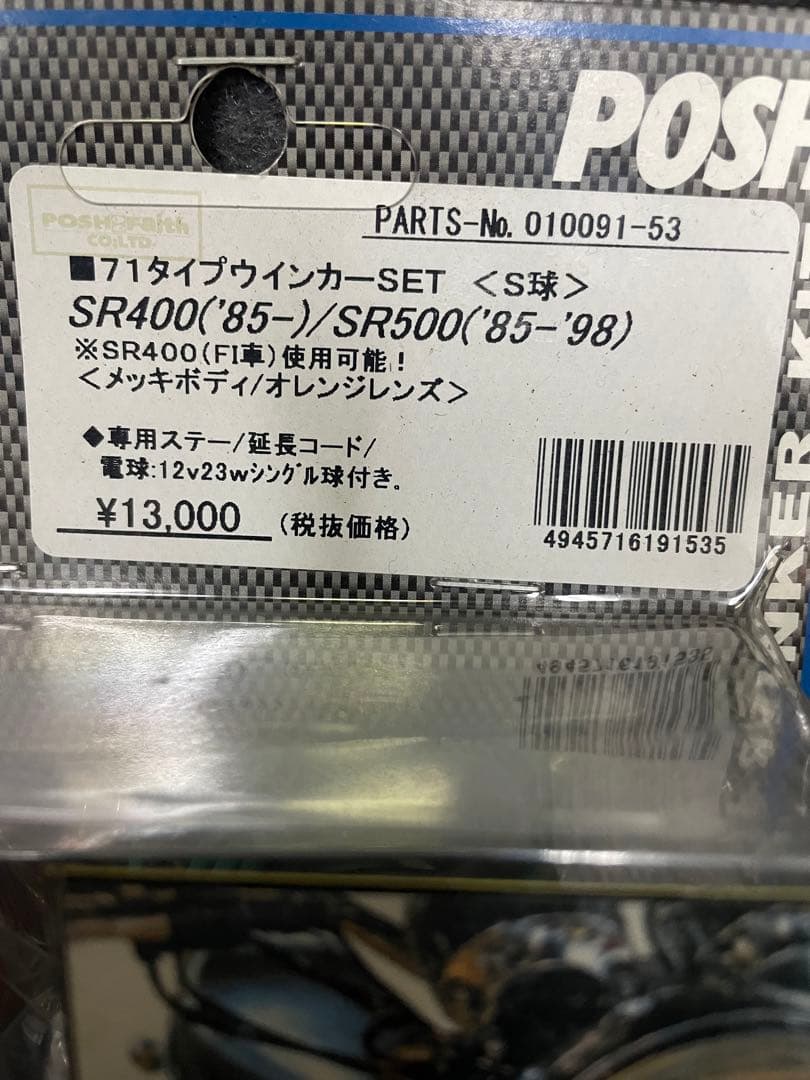 POSH
POSH Faith
CO;LTD.
PARTS-No. 010091-53
■71タイプウインカーSET <S球>
SR400('85-)/SR500('85-'98)
※SR400(FI車)使用可能!
<メッキボディ/オレンジレンズ>
◆専用ステー/延長コード/
電球:12v23wシングル球付き。
¥13,000 (税抜価格)
4945716191535
NKER KIT
4945716191535